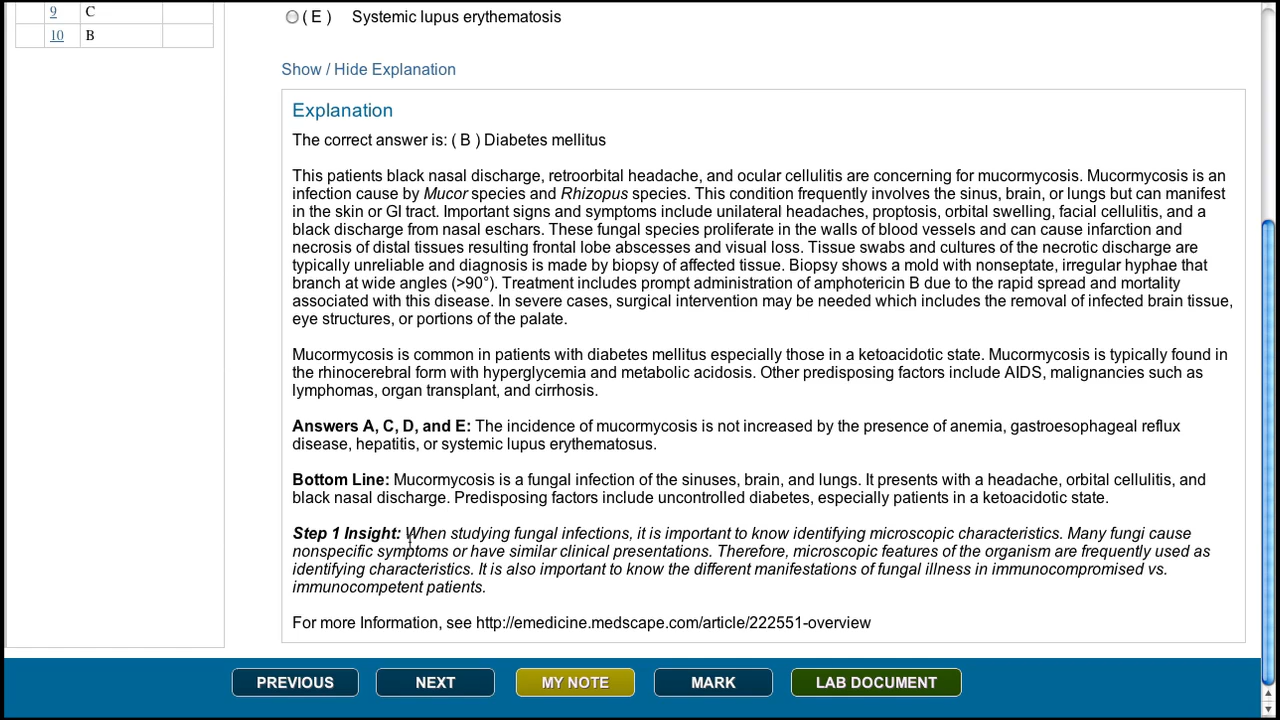 9 C
10 B
( E ) Systemic lupus erythematosis
Show / Hide Explanation
Explanation
The correct answer is: ( B ) Diabetes mellitus
This patients black nasal discharge, retroorbital headache, and ocular cellulitis are concerning for mucormycosis. Mucormycosis is an
infection cause by Mucor species and Rhizopus species. This condition frequently involves the sinus, brain, or lungs but can manifest
in the skin or GI tract. Important signs and symptoms include unilateral headaches, proptosis, orbital swelling, facial cellulitis, and a
black discharge from nasal eschars. These fungal species proliferate in the walls of blood vessels and can cause infarction and
necrosis of distal tissues resulting frontal lobe abscesses and visual loss. Tissue swabs and cultures of the necrotic discharge are
typically unreliable and diagnosis is made by biopsy of affected tissue. Biopsy shows a mold with nonseptate, irregular hyphae that
branch at wide angles (>90°). Treatment includes prompt administration of amphotericin B due to the rapid spread and mortality
associated with this disease. In severe cases, surgical intervention may be needed which includes the removal of infected brain tissue,
eye structures, or portions of the palate.
Mucormycosis is common in patients with diabetes mellitus especially those in a ketoacidotic state. Mucormycosis is typically found in
the rhinocerebral form with hyperglycemia and metabolic acidosis. Other predisposing factors include AIDS, malignancies such as
lymphomas, organ transplant, and cirrhosis.
Answers A, C, D, and E: The incidence of mucormycosis is not increased by the presence of anemia, gastroesophageal reflux
disease, hepatitis, or systemic lupus erythematosus.
Bottom Line: Mucormycosis is a fungal infection of the sinuses, brain, and lungs. It presents with a headache, orbital cellulitis, and
black nasal discharge. Predisposing factors include uncontrolled diabetes, especially patients in a ketoacidotic state.
Step 1 Insight: When studying fungal infections, it is important to know identifying microscopic characteristics. Many fungi cause
nonspecific symptoms or have similar clinical presentations. Therefore, microscopic features of the organism are frequently used as
identifying characteristics. It is also important to know the different manifestations of fungal illness in immunocompromised vs.
immunocompetent patients.
For more Information, see http://emedicine.medscape.com/article/222551-overview
PREVIOUS NEXT MY NOTE MARK LAB DOCUMENT